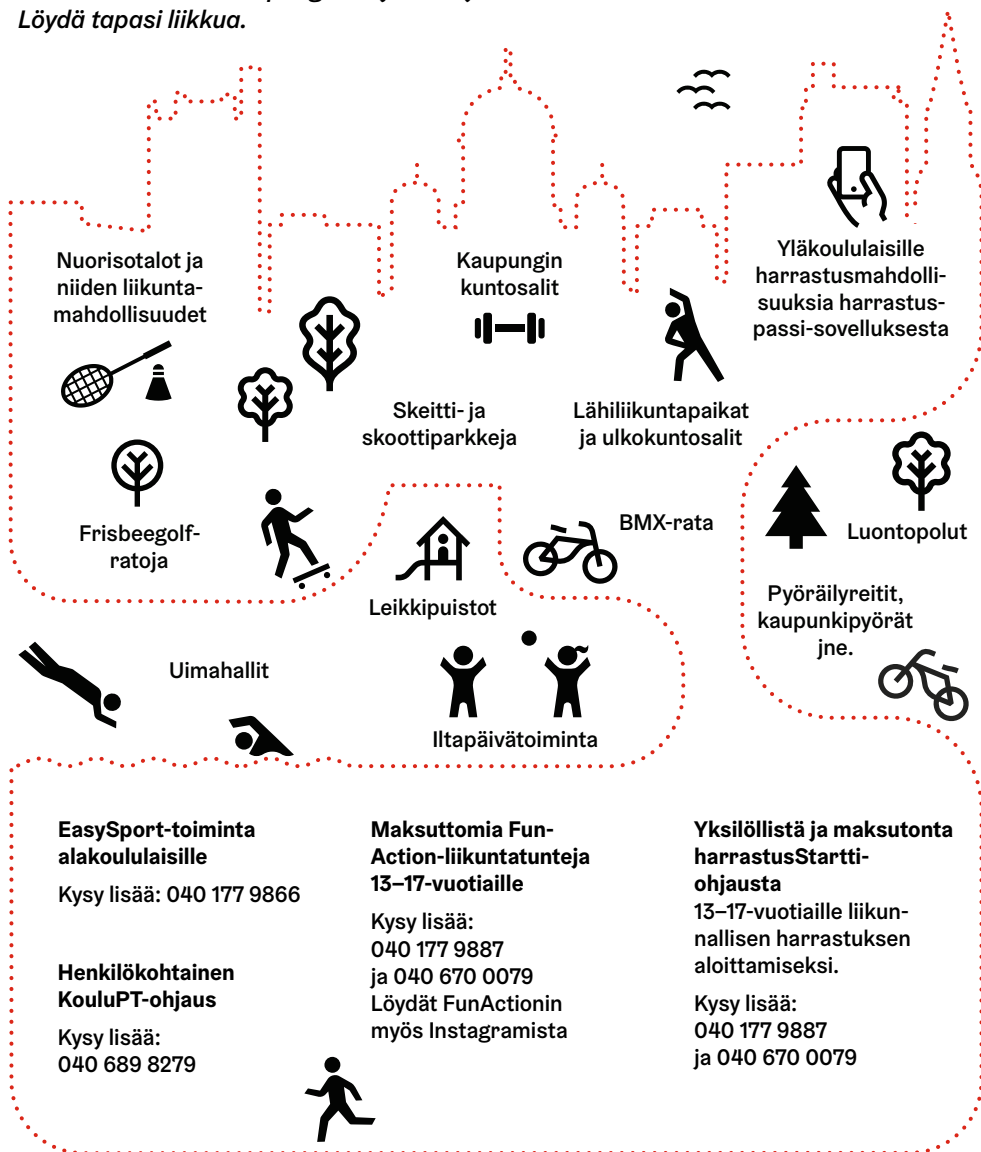 Löydä tapasi liikkua.
Nuorisotalot ja
niiden liikunta-
mahdollisuudet
Kaupungin
kuntosalit
Yläkoululaisille
harrastusmahdolli-
suuksia harrastus-
passi-sovelluksesta
Skeitti- ja
skoottiparkkeja
Lähiliikuntapaikat
ja ulkokuntosalit
Frisbeegolf-
ratoja
BMX-rata
Luontopolut
Leikkipuistot
Pyöräilyreitit,
kaupunkipyörät
jne.
Uimahallit
Iltapäivätoiminta
EasySport-toiminta
alakoululaisille
Kysy lisää: 040 177 9866
Henkilökohtainen
KouluPT-ohjaus
Kysy lisää:
040 689 8279
Maksuttomia Fun-
Action-liikuntatunteja
13–17-vuotiaille
Kysy lisää:
040 177 9887
ja 040 670 0079
Löydät FunActionin
myös Instagramista
Yksilöllistä ja maksutonta
harrastusStartti-
ohjausta
13–17-vuotiaille liikun-
nallisen harrastuksen
aloittamiseksi.
Kysy lisää:
040 177 9887
ja 040 670 0079